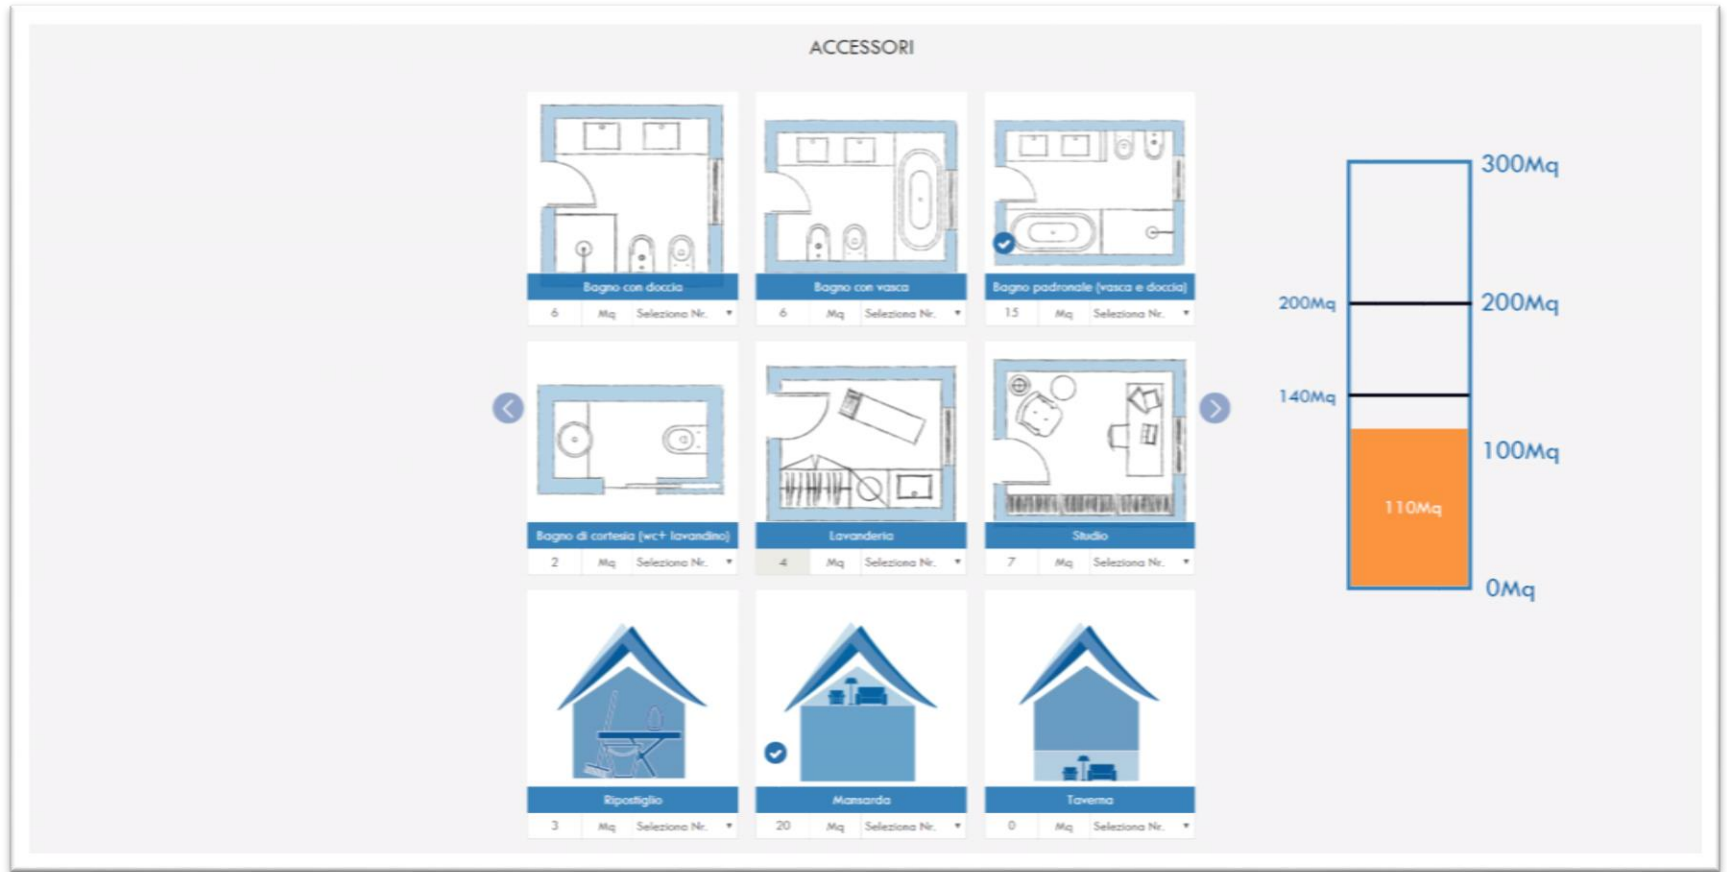 ACCESSORI
Bagno con doccia
6 Mq Seleziona Nr.
Bagno con vasca
6 Mq Seleziona Nr.
Bagno padronale (vasca e doccia)
15 Mq Seleziona Nr.
Bagno di cortesia (wc+ lavandino)
2 Mq Seleziona Nr.
Lavanderia
4 Mq Seleziona Nr.
Studio
7 Mq Seleziona Nr.
Ripostiglio
3 Mq Seleziona Nr.
Mansarda
20 Mq Seleziona Nr.
Taverna
0 Mq Seleziona Nr.
300Mq
200Mq
200Mq
140Mq
100Mq
110Mq
0Mq